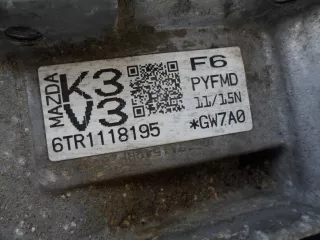 MAZDA
K3
V3
F6
PYFMD
11/15N
6TR1118195
*GW7A0